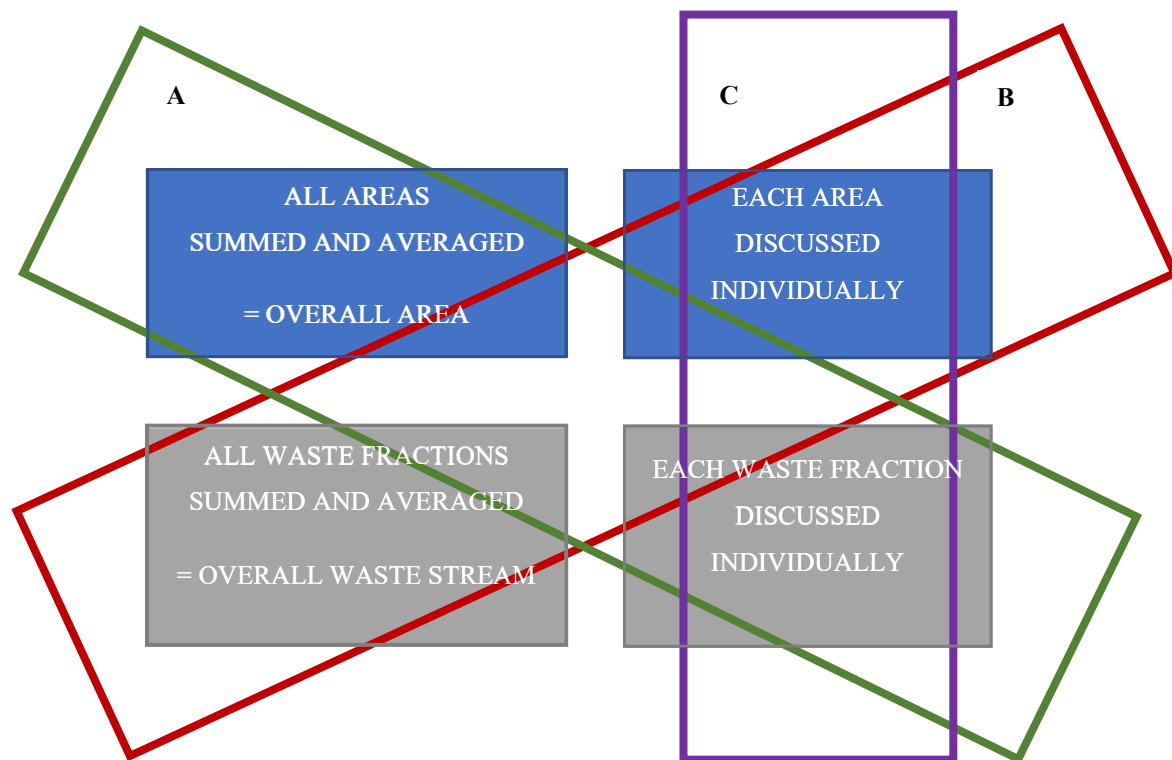 A
C
B
ALL AREAS
SUMMED AND AVERAGED
= OVERALL AREA
EACH AREA
DISCUSSED
INDIVIDUALLY
ALL WASTE FRACTIONS
SUMMED AND AVERAGED
= OVERALL WASTE STREAM
EACH WASTE FRACTION
DISCUSSED
INDIVIDUALLY